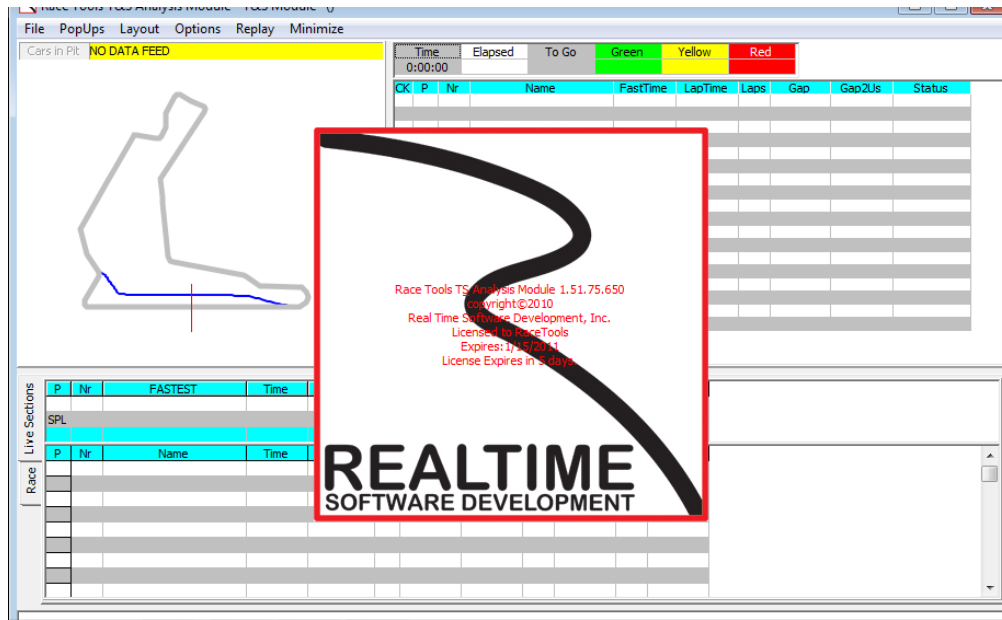 Race Tools T&S Analysis Module - T&S Module - ()
File PopUps Layout Options Replay Minimize
Cars in Pit NO DATA FEED
Time Elapsed To Go Green Yellow Red
0:00:00
CK P Nr Name FastTime LapTime Laps Gap Gap2Us Status
Race Tools TS Analysis Module 1.51.75.650
copyright©2010
Real Time Software Development, Inc.
Licensed to RaceTools
Expires:1/15/2011
License Expires in 5 days.
Live Sections
Race
P Nr FASTEST Time
SPL
P Nr Name Time
REALTIME
SOFTWARE DEVELOPMENT